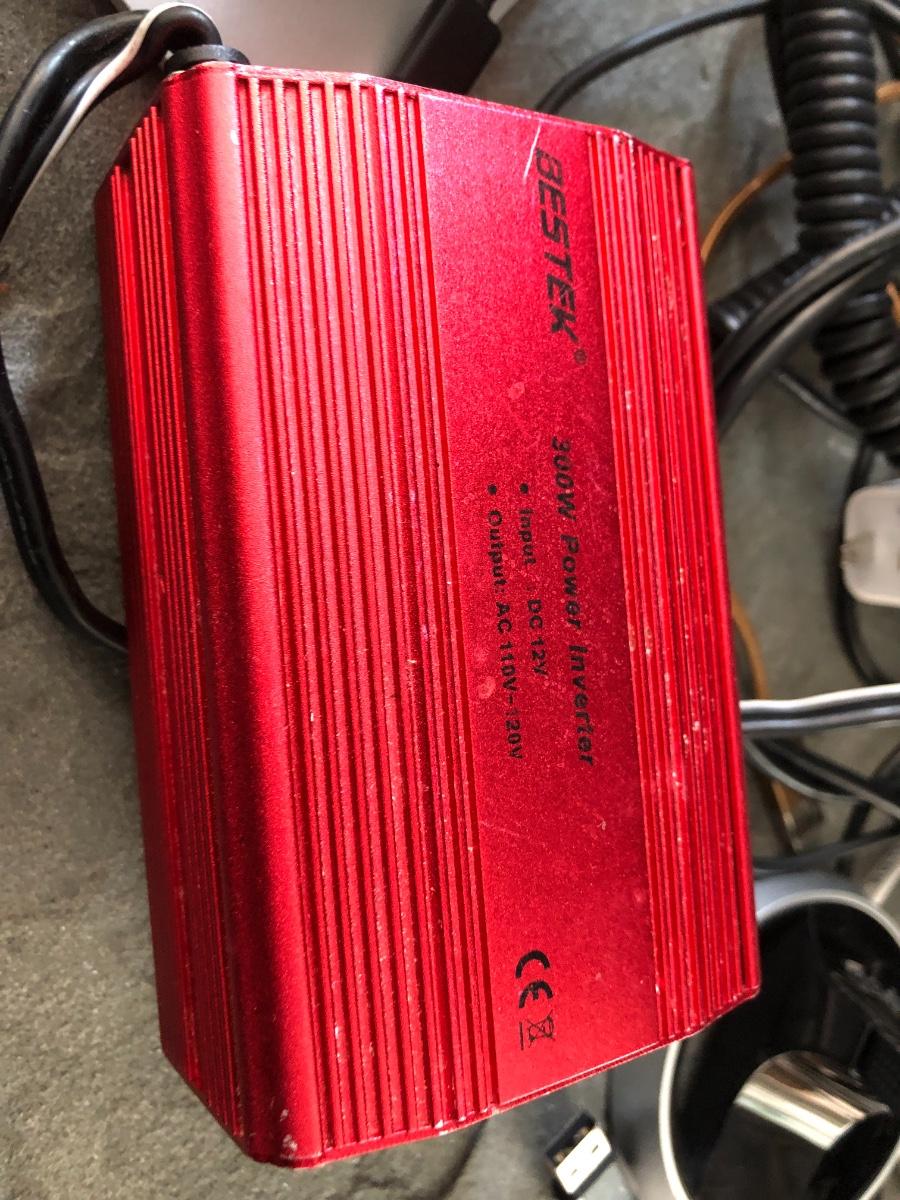 BESTEK®
300W Power Inverter
• Input : DC 12V
• Output: AC 110V~120V
CE